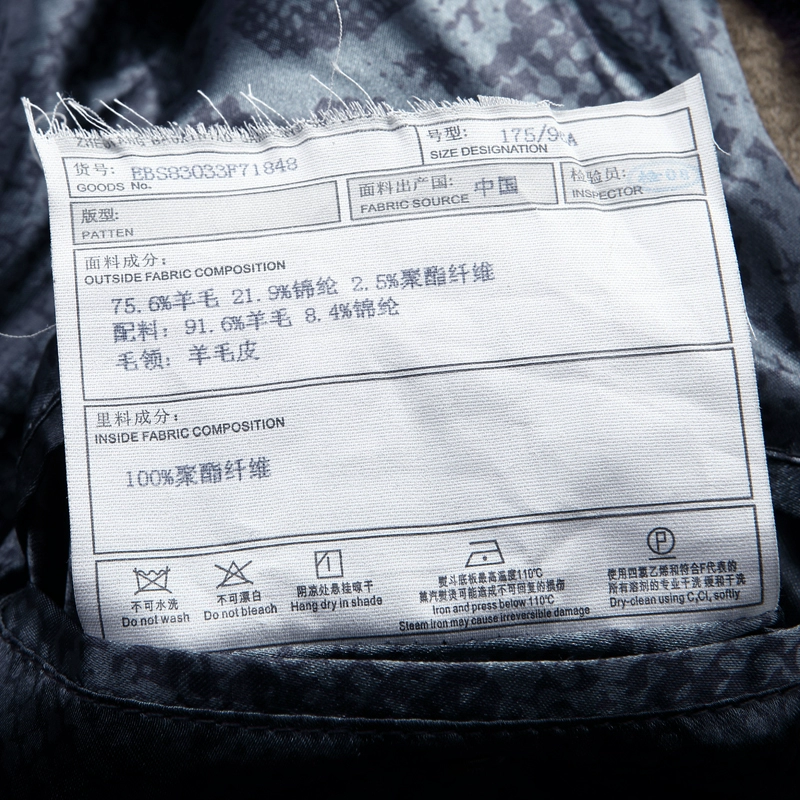 号型: 175/96A
SIZE DESIGNATION
货号: EBS83033F71848
GOODS No.
版型:
PATTEN
面料出产国: 中国
FABRIC SOURCE
检验员:
INSPECTOR
面料成分:
OUTSIDE FABRIC COMPOSITION
75.6%羊毛 21.9%锦纶 2.5%聚酯纤维
配料: 91.6%羊毛 8.4%锦纶
毛领: 羊毛皮
里料成分:
INSIDE FABRIC COMPOSITION
100%聚酯纤维
不可水洗
Do not wash
不可漂白
Do not bleach
阴凉处悬挂晾干
Hang dry in shade
熨斗底板最高温度110℃
蒸汽熨烫可能造成不可回复的损伤
Iron and press below 110℃
Steam iron may cause irreversible damage
P
使用四氯乙烯和符合F代表的
所有溶剂的专业干洗 缓和干洗
Dry-clean using C,Cl, softly